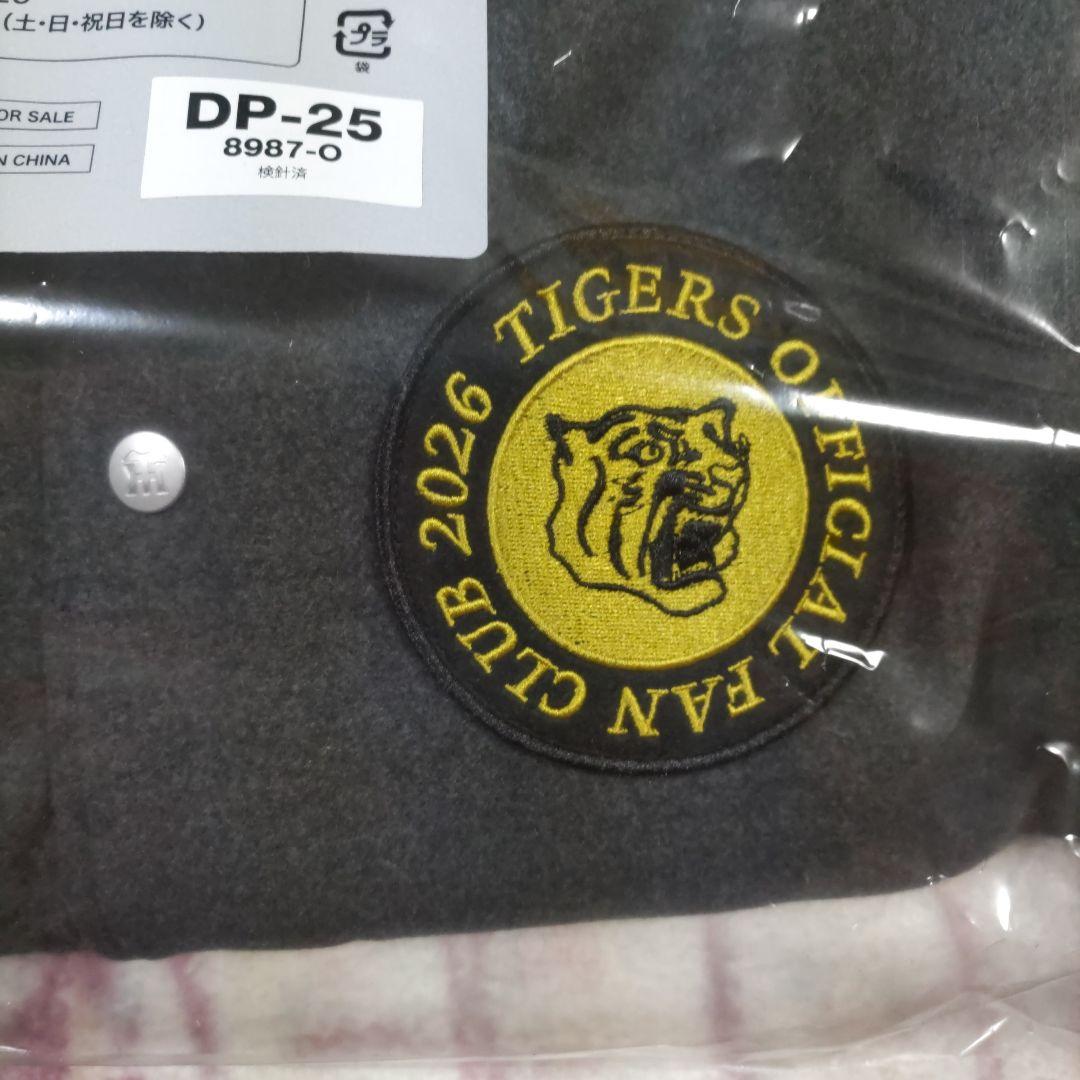 (土・日・祝日を除く)
プラ
袋
OR SALE
N CHINA
DP-25
8987-O
検針済
TIGERS OFFICIAL FAN CLUB 2026